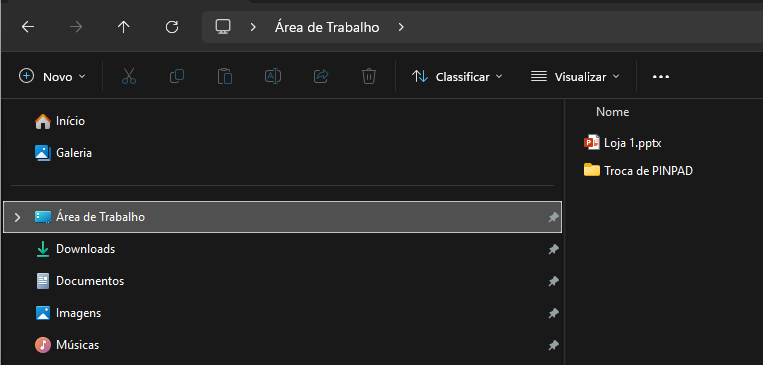 Área de Trabalho
Novo
Classificar
Visualizar
Nome
Início
Galeria
Loja 1.pptx
Troca de PINPAD
Área de Trabalho
Downloads
Documentos
Imagens
Músicas